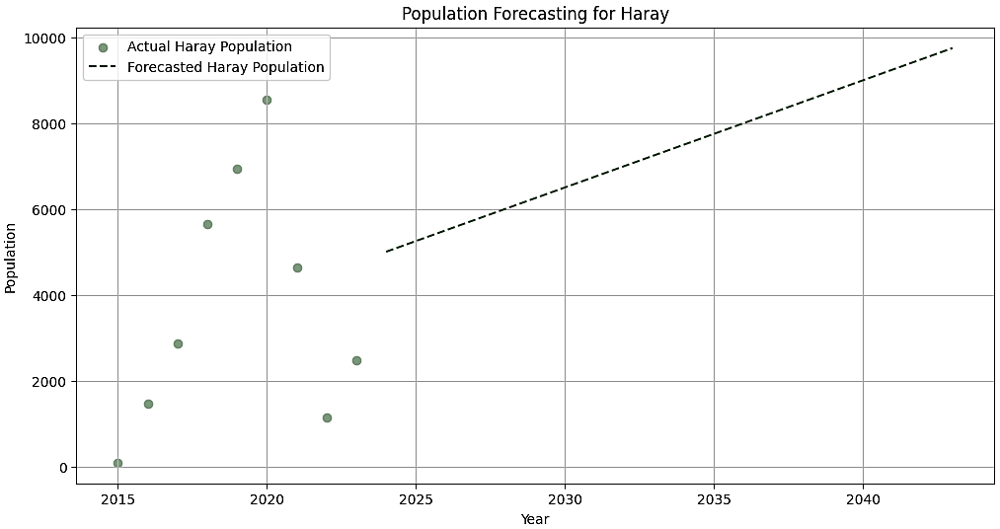 Population Forecasting for Haray
Actual Haray Population
Forecasted Haray Population
10000
8000
6000
4000
2000
0
Population
2015 2020 2025 2030 2035 2040
Year